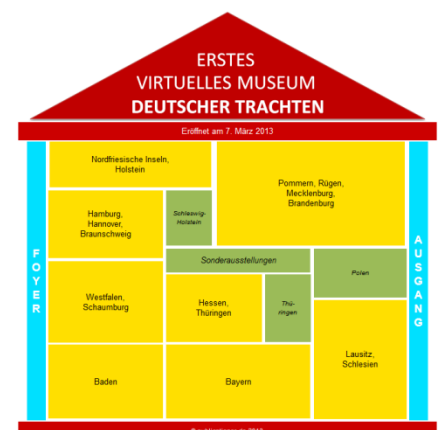 ERSTES
VIRTUELLES MUSEUM
DEUTSCHER TRACHTEN
Eröffnet am 7. März 2013
FOYER
Nordfriesische Inseln,
Holstein
Pommern, Rügen,
Mecklenburg,
Brandenburg
Hamburg,
Hannover,
Braunschweig
Schleswig-
Holstein
Sonderausstellungen
Polen
Westfalen,
Schaumburg
Hessen,
Thüringen
Thü-
ringen
Lausitz,
Schlesien
Baden
Bayern
AUSGANG